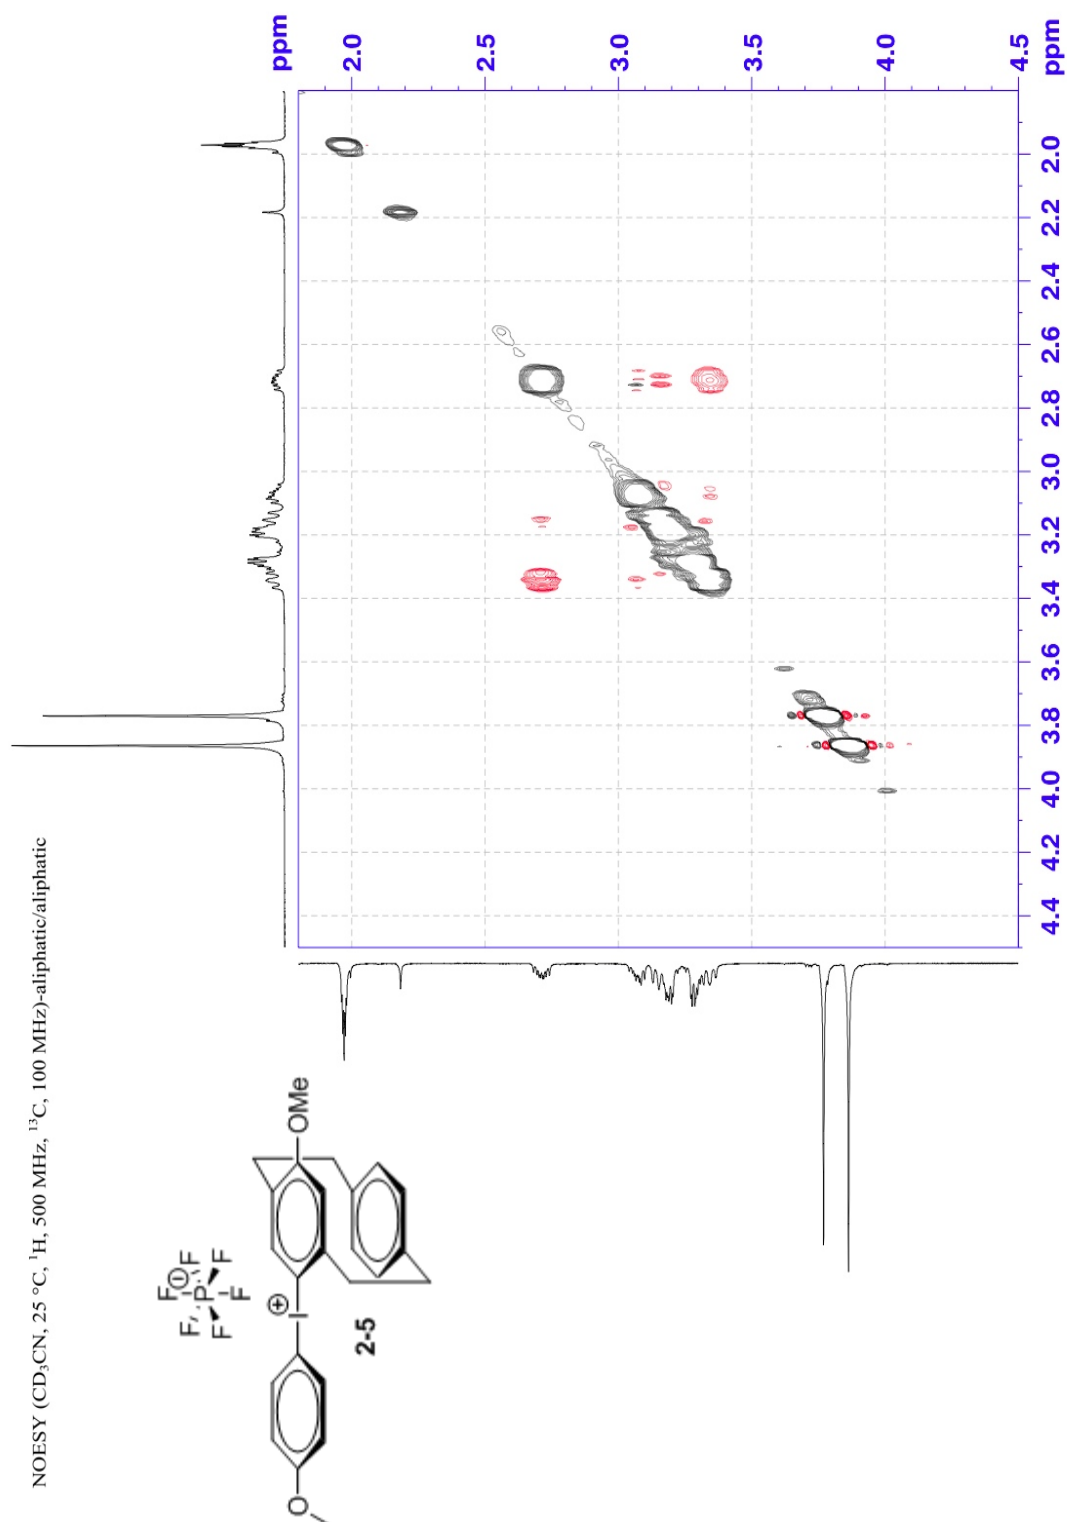 NOESY (CD₃CN, 25 °C, ¹H, 500 MHz, ¹³C, 100 MHz)-aliphatic/aliphatic
ppm
2.0
2.5
3.0
3.5
4.0
4.5
ppm
2.0
2.2
2.4
2.6
2.8
3.0
3.2
3.4
3.6
3.8
4.0
4.2
4.4
F ⊖ F
F P F
F F
O
I ⊕
OMe
2-5